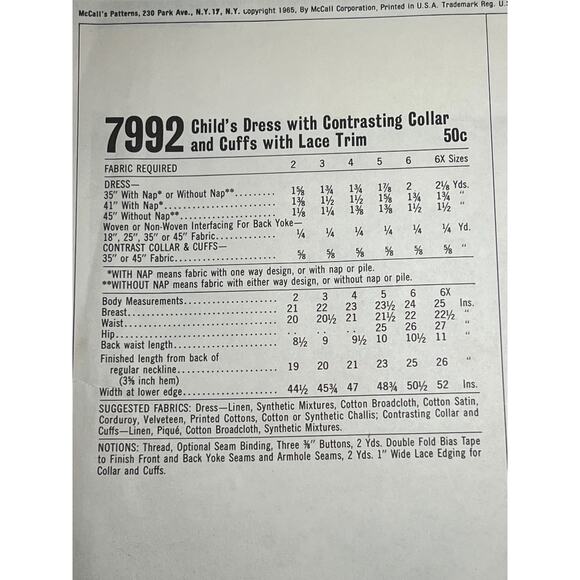 McCall's Patterns, 230 Park Ave., N.Y. 17, N.Y. Copyright 1965, By McCall Corporation, Printed in U.S.A. Trademark Reg. U.S.
7992 Child's Dress with Contrasting Collar
and Cuffs with Lace Trim 50c
FABRIC REQUIRED 2 3 4 5 6 6X Sizes
DRESS—
35" With Nap* or Without Nap**......... 1⅝ 1¾ 1¾ 1⅞ 2 2⅛ Yds.
41" With Nap*......................... 1⅜ 1½ 1½ 1⅝ 1¾ 1¾ "
45" Without Nap**..................... 1⅛ 1¼ 1⅜ 1⅜ 1½ 1½ "
Woven or Non-Woven Interfacing For Back Yoke—
18", 25", 35" or 45" Fabric............ ¼ ¼ ¼ ¼ ¼ ¼ Yd.
CONTRAST COLLAR & CUFFS—
35" or 45" Fabric..................... ⅝ ⅝ ⅝ ⅝ ⅝ ⅝ "
*WITH NAP means fabric with one way design, or with nap or pile.
**WITHOUT NAP means fabric with either way design, or without nap or pile.
Body Measurements..................... 2 3 4 5 6 6X
Breast................................ 21 22 23 23½ 24 25 Ins.
Waist................................. 20 20½ 21 21½ 22 22½ "
Hip................................... .. .. 25 26 27 "
Back waist length..................... 8½ 9 9½ 10 10½ 11 "
Finished length from back of
regular neckline...................... 19 20 21 23 25 26 "
(3⅝ inch hem)
Width at lower edge................... 44½ 45¾ 47 48¾ 50½ 52 Ins.
SUGGESTED FABRICS: Dress—Linen, Synthetic Mixtures, Cotton Broadcloth, Cotton Satin,
Corduroy, Velveteen, Printed Cottons, Cotton or Synthetic Challis; Contrasting Collar and
Cuffs—Linen, Piqué, Cotton Broadcloth, Synthetic Mixtures.
NOTIONS: Thread, Optional Seam Binding, Three ⅜" Buttons, 2 Yds. Double Fold Bias Tape
to Finish Front and Back Yoke Seams and Armhole Seams, 2 Yds. 1" Wide Lace Edging for
Collar and Cuffs.